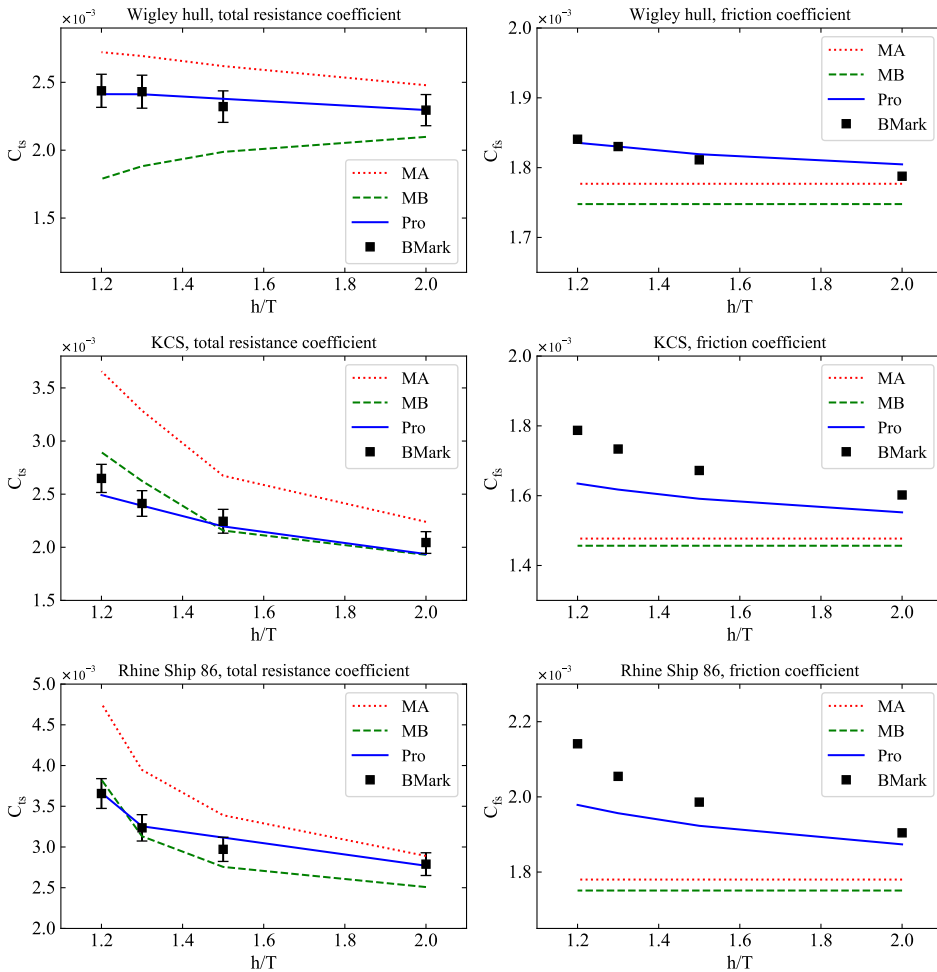 Wigley hull, total resistance coefficient
×10⁻³
2.5
2.0
1.5
Cts
MA
MB
Pro
BMark
1.2 1.4 1.6 1.8 2.0
h/T
Wigley hull, friction coefficient
×10⁻³
2.0
1.9
1.8
1.7
Cfs
MA
MB
Pro
BMark
1.2 1.4 1.6 1.8 2.0
h/T
KCS, total resistance coefficient
×10⁻³
3.5
3.0
2.5
2.0
1.5
Cts
MA
MB
Pro
BMark
1.2 1.4 1.6 1.8 2.0
h/T
KCS, friction coefficient
×10⁻³
2.0
1.8
1.6
1.4
Cfs
MA
MB
Pro
BMark
1.2 1.4 1.6 1.8 2.0
h/T
Rhine Ship 86, total resistance coefficient
×10⁻³
5.0
4.5
4.0
3.5
3.0
2.5
2.0
Cts
MA
MB
Pro
BMark
1.2 1.4 1.6 1.8 2.0
h/T
Rhine Ship 86, friction coefficient
×10⁻³
2.2
2.0
1.8
Cfs
MA
MB
Pro
BMark
1.2 1.4 1.6 1.8 2.0
h/T